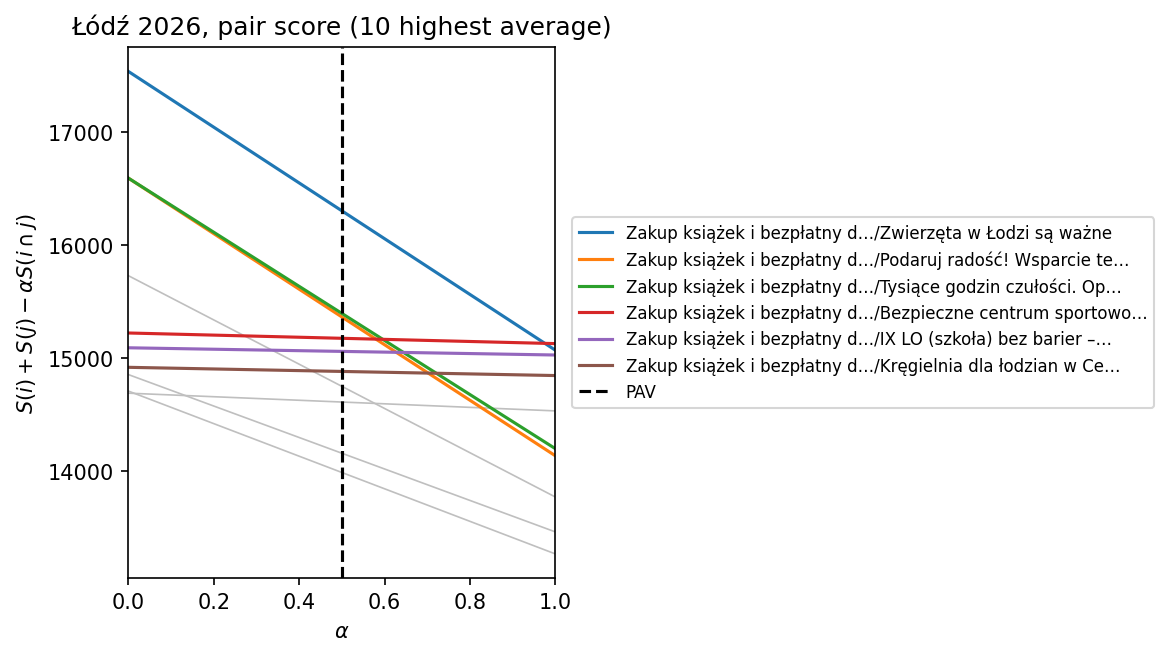 Łódź 2026, pair score (10 highest average)
S(i) + S(j) − αS(i ∩ j)
17000
16000
15000
14000
0.0 0.2 0.4 0.6 0.8 1.0
α
Zakup książek i bezpłatny d.../Zwierzęta w Łodzi są ważne
Zakup książek i bezpłatny d.../Podaruj radość! Wsparcie te...
Zakup książek i bezpłatny d.../Tysiące godzin czułości. Op...
Zakup książek i bezpłatny d.../Bezpieczne centrum sportowo...
Zakup książek i bezpłatny d.../IX LO (szkoła) bez barier –...
Zakup książek i bezpłatny d.../Kręgielnia dla łodzian w Ce...
PAV